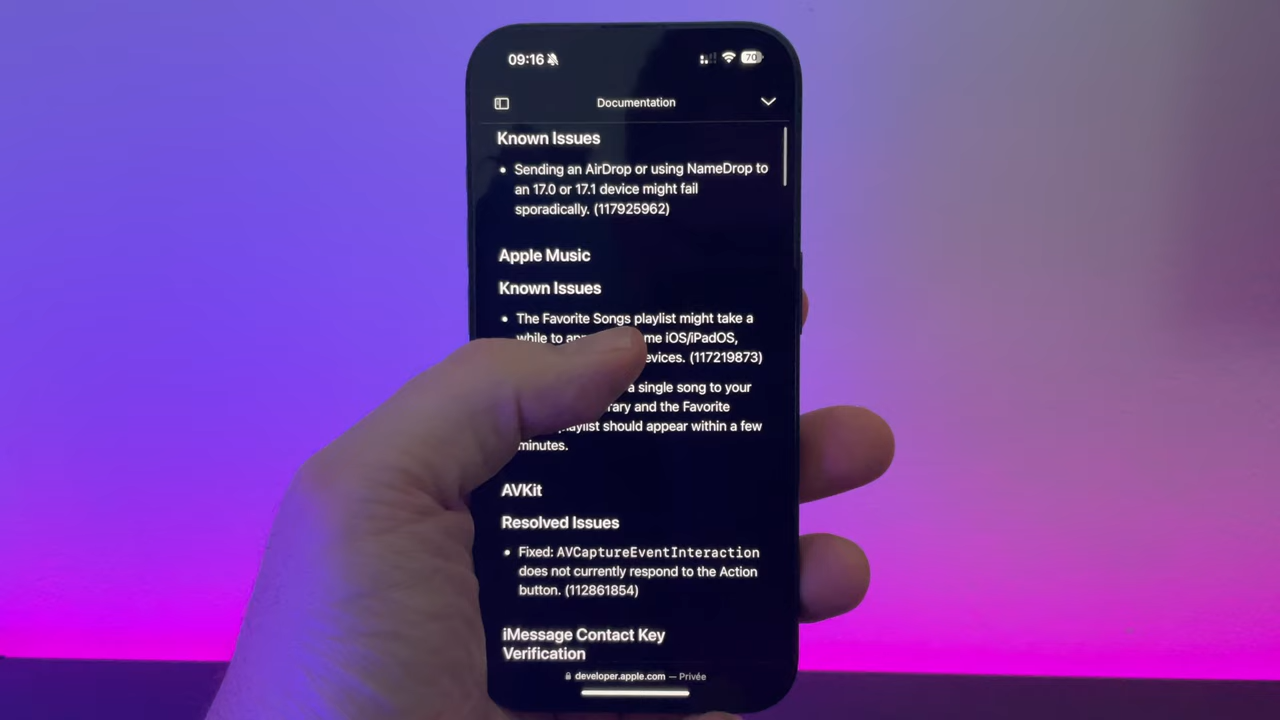 09:16
70
Documentation
Known Issues
• Sending an AirDrop or using NameDrop to
an 17.0 or 17.1 device might fail
sporadically. (117925962)
Apple Music
Known Issues
• The Favorite Songs playlist might take a
while to me iOS/iPadOS,
(117219873)
a single song to your
and the Favorite
should appear within a few
minutes.
AVKit
Resolved Issues
• Fixed: AVCaptureEventInteraction
does not currently respond to the Action
button. (112861854)
iMessage Contact Key
Verification
developer.apple.com — Privée